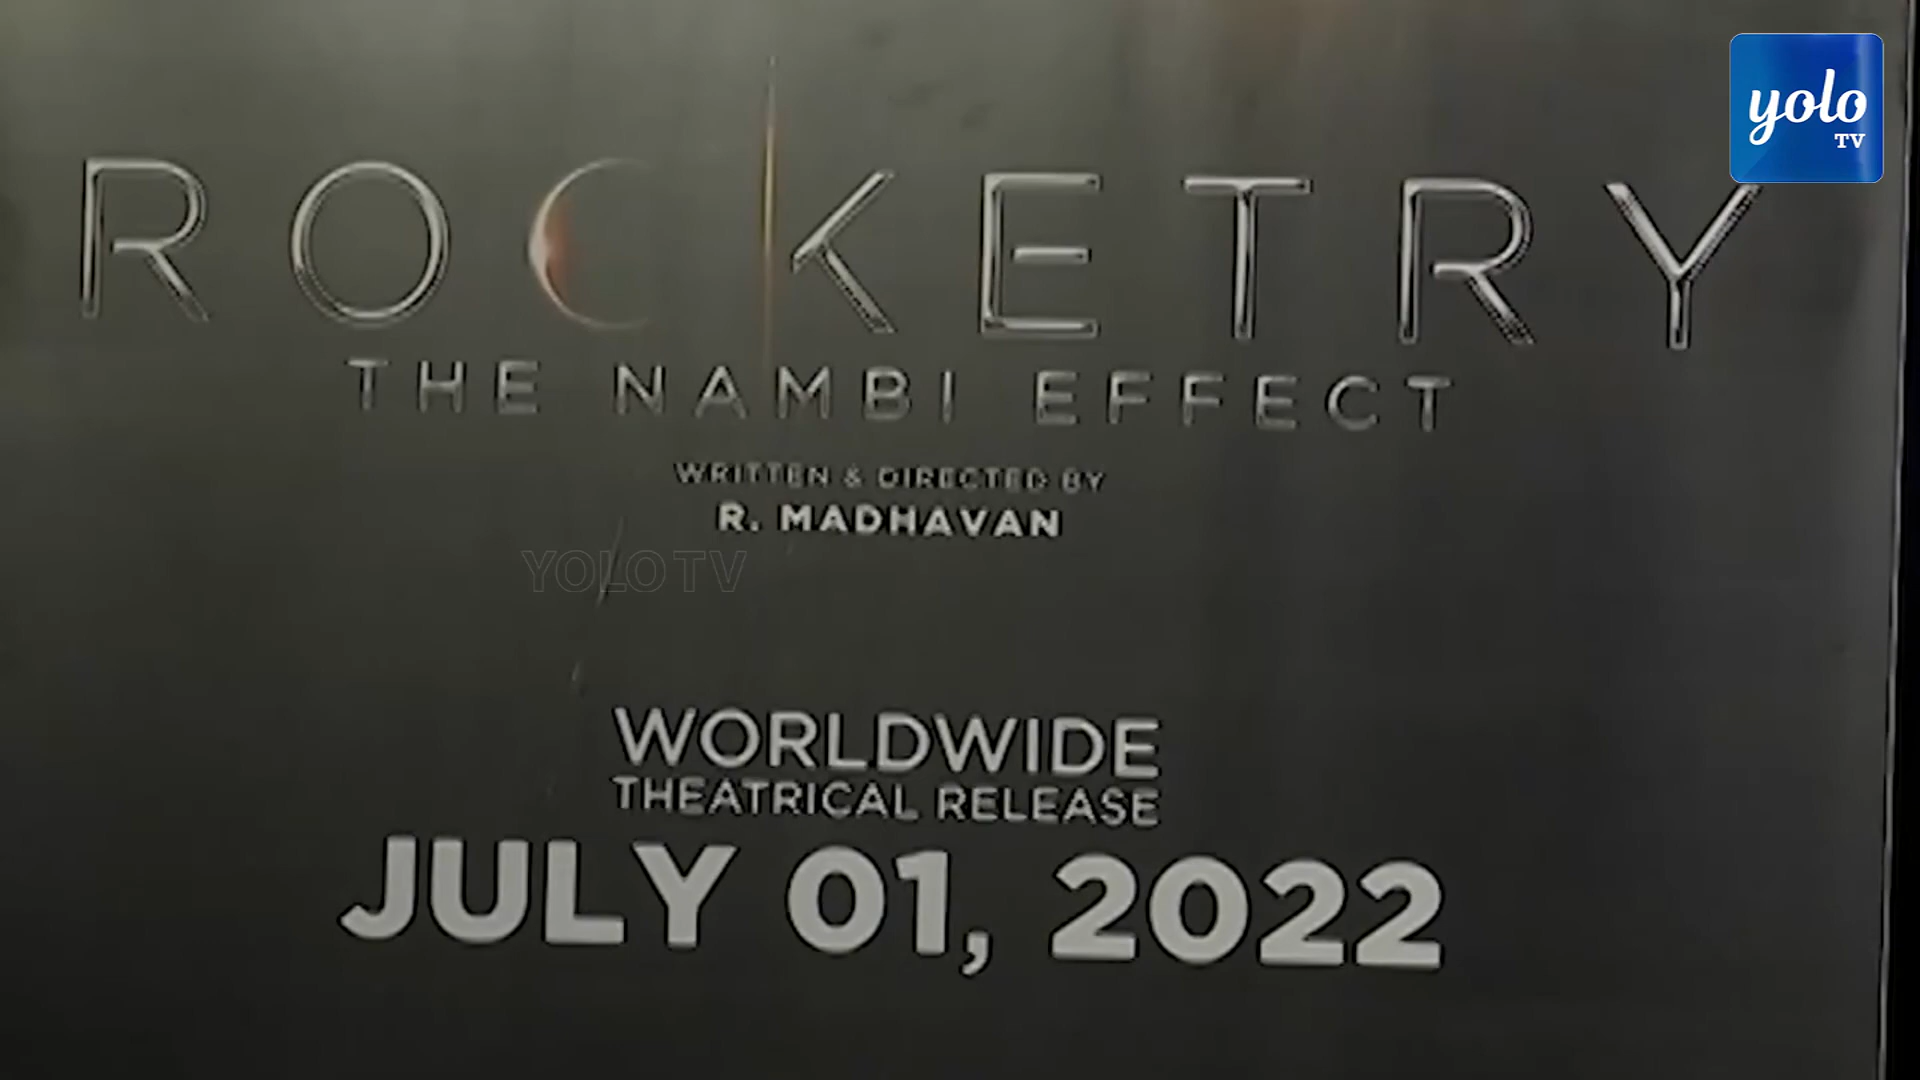 yolo
TV
ROCKETRY
THE NAMBI EFFECT
WRITTEN & DIRECTED BY
R. MADHAVAN
YOLO TV
WORLDWIDE
THEATRICAL RELEASE
JULY 01, 2022